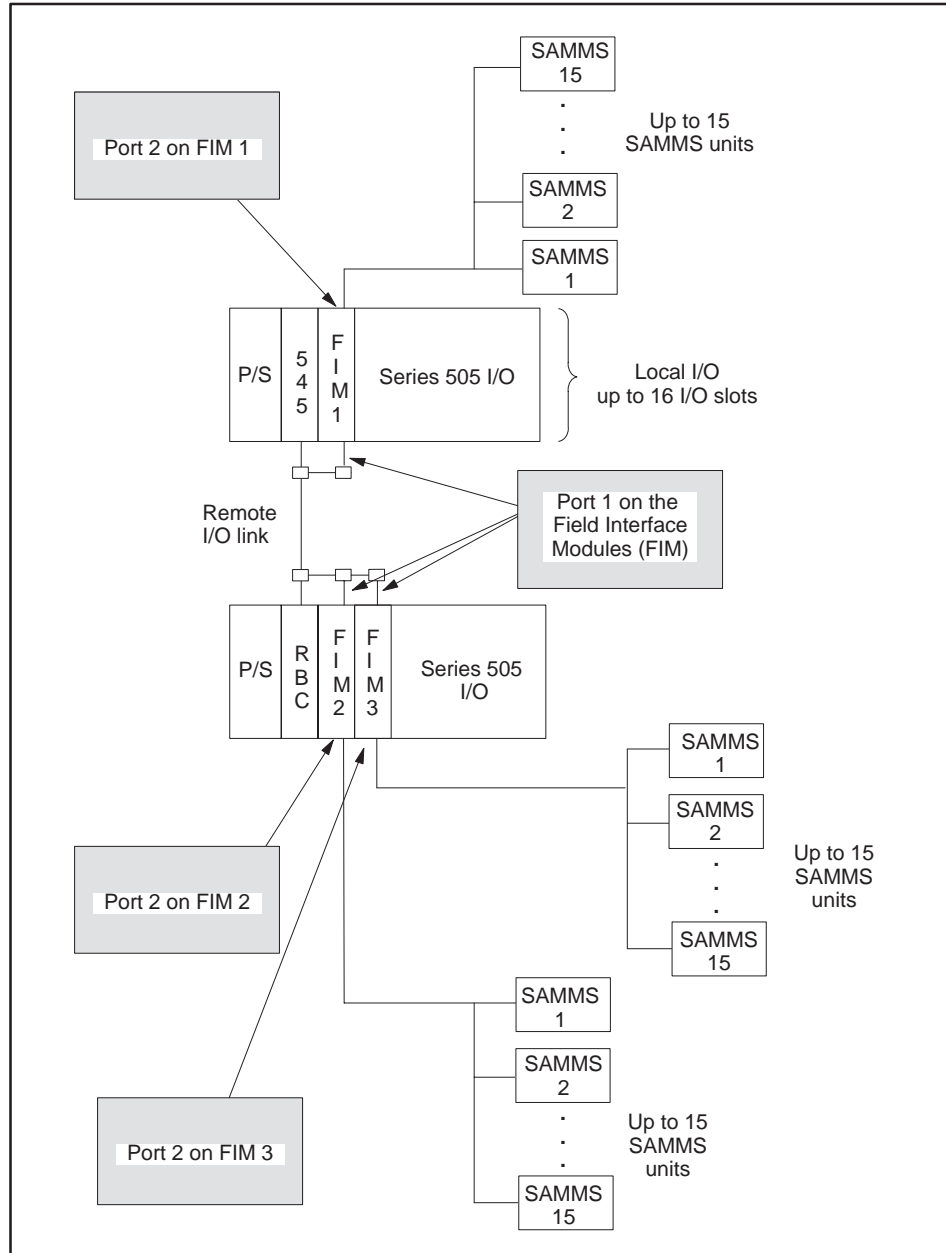 SAMMS
15
.
.
.
Up to 15
SAMMS units
Port 2 on FIM 1
SAMMS
2
SAMMS
1
P/S
5
4
5
F
I
M
1
Series 505 I/O
Local I/O
up to 16 I/O slots
Remote
I/O link
Port 1 on the
Field Interface
Modules (FIM)
P/S
R
B
C
F
I
M
2
F
I
M
3
Series 505
I/O
SAMMS
1
SAMMS
2
.
.
.
Up to 15
SAMMS
units
SAMMS
15
Port 2 on FIM 2
SAMMS
1
SAMMS
2
.
.
.
Up to 15
SAMMS
units
SAMMS
15
Port 2 on FIM 3